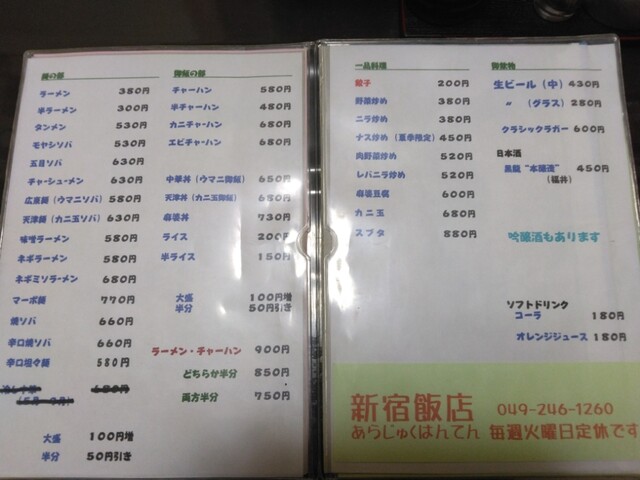 麺の部
ラーメン 380円
半ラーメン 300円
タンメン 530円
モヤシソバ 530円
五目ソバ 630円
チャーシューメン 630円
広東麺（ウマニソバ） 580円
天津麺（カニ玉ソバ） 630円
味噌ラーメン 580円
ネギラーメン 580円
ネギミソラーメン 680円
マーボ麺 770円
焼ソバ 660円
辛口焼ソバ 660円
辛口坦々麺 580円
680円
大盛 100円増
半分 50円引き
御飯の部
チャーハン 580円
半チャーハン 480円
カニチャーハン 680円
エビチャーハン 680円
中華丼（ウマニ御飯） 650円
天津丼（カニ玉御飯） 680円
麻婆丼 730円
ライス 200円
半ライス 150円
大盛 100円増
半分 50円引き
ラーメン・チャーハン 900円
どちらか半分 850円
両方半分 750円
一品料理
餃子 200円
野菜炒め 380円
ニラ炒め 380円
ナス炒め（夏季限定） 450円
肉野菜炒め 520円
レバニラ炒め 520円
麻婆豆腐 600円
カニ玉 680円
スブタ 880円
御飲物
生ビール（中） 430円
〃（グラス） 280円
クラシックラガー 600円
日本酒
黒龍“本醸造” 450円
（福井）
吟醸酒もあります
ソフトドリンク
コーラ 180円
オレンジジュース 180円
新宿飯店 049-246-1260
あらじゅくはんてん 毎週火曜日定休です